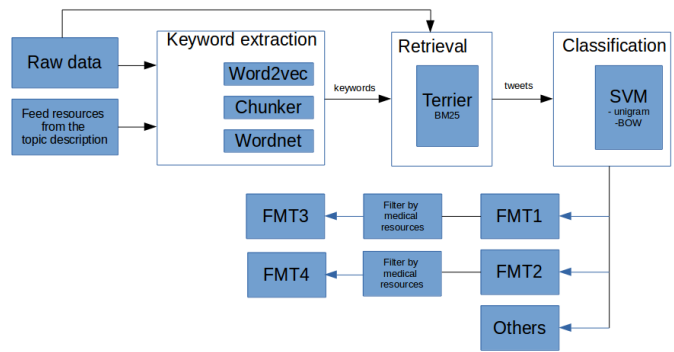 Keyword extraction
Retrieval
Classification
Raw data
Word2vec
Chunker
Wordnet
Feed resources
from the
topic description
keywords
Terrier
BM25
tweets
SVM
- unigram
-BOW
FMT3
Filter by
medical
resources
FMT1
FMT4
Filter by
medical
resources
FMT2
Others